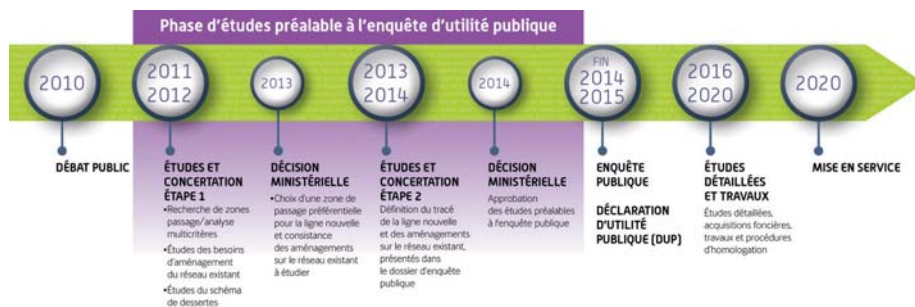 Phase d'études préalable à l'enquête d'utilité publique
2010
2011
2012
2013
2013
2014
2014
FIN
2014
2015
2016
2020
2020
DÉBAT PUBLIC
ÉTUDES ET
CONCERTATION
ÉTAPE 1
•Recherche de zones
passage/analyse
multicritères
•Études des besoins
d'aménagement
du réseau existant
•Études du schéma
de dessertes
DÉCISION
MINISTÉRIELLE
•Choix d'une zone de
passage préférentielle
pour la ligne nouvelle
et consistance
des aménagements
sur le réseau existant
à étudier
ÉTUDES ET
CONCERTATION
ÉTAPE 2
Définition du tracé
de la ligne nouvelle
et des aménagements
sur le réseau existant,
présentés dans
le dossier d'enquête
publique
DÉCISION
MINISTÉRIELLE
Approbation
des études préalables
à l'enquête publique
ENQUÊTE
PUBLIQUE
DÉCLARATION
D'UTILITÉ
PUBLIQUE (DUP)
ÉTUDES
DÉTAILLÉES
ET TRAVAUX
Études détaillées,
acquisitions foncières,
travaux et procédures
d'homologation
MISE EN SERVICE